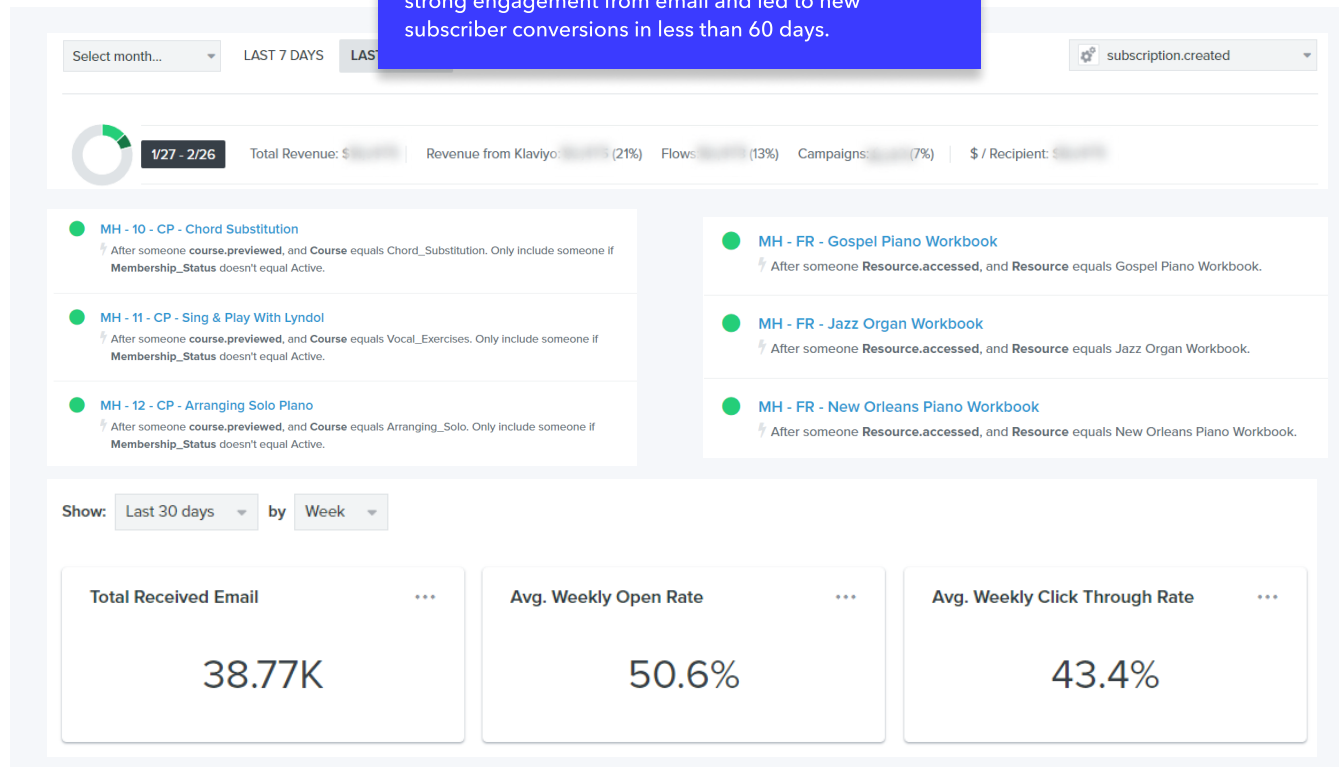 strong engagement from email and led to new
subscriber conversions in less than 60 days.
Select month...
LAST 7 DAYS
subscription.created
1/27 - 2/26
Total Revenue: $
Revenue from Klaviyo: (21%)
Flows (13%)
Campaigns: (7%)
$ / Recipient:
MH - 10 - CP - Chord Substitution
After someone course.previewed, and Course equals Chord_Substitution. Only include someone if
Membership_Status doesn't equal Active.
MH - 11 - CP - Sing & Play With Lyndol
After someone course.previewed, and Course equals Vocal_Exercises. Only include someone if
Membership_Status doesn't equal Active.
MH - 12 - CP - Arranging Solo Piano
After someone course.previewed, and Course equals Arranging_Solo. Only include someone if
Membership_Status doesn't equal Active.
MH - FR - Gospel Piano Workbook
After someone Resource.accessed, and Resource equals Gospel Piano Workbook.
MH - FR - Jazz Organ Workbook
After someone Resource.accessed, and Resource equals Jazz Organ Workbook.
MH - FR - New Orleans Piano Workbook
After someone Resource.accessed, and Resource equals New Orleans Piano Workbook.
Show: Last 30 days by Week
Total Received Email
38.77K
Avg. Weekly Open Rate
50.6%
Avg. Weekly Click Through Rate
43.4%